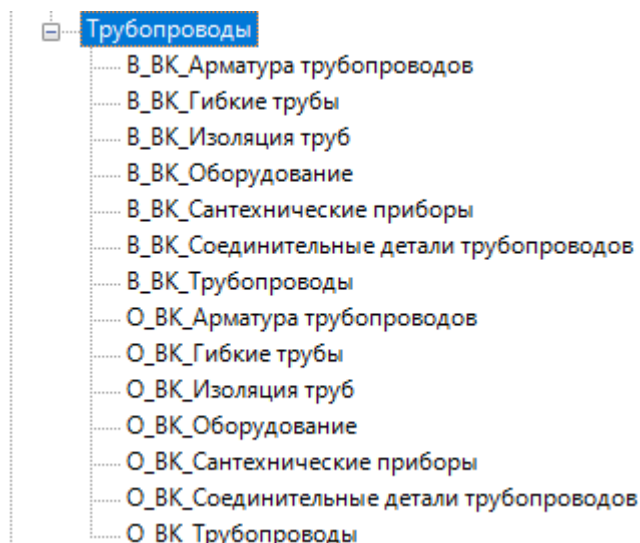 Трубопроводы
В_ВК_Арматура трубопроводов
В_ВК_Гибкие трубы
В_ВК_Изоляция труб
В_ВК_Оборудование
В_ВК_Сантехнические приборы
В_ВК_Соединительные детали трубопроводов
В_ВК_Трубопроводы
О_ВК_Арматура трубопроводов
О_ВК_Гибкие трубы
О_ВК_Изоляция труб
О_ВК_Оборудование
О_ВК_Сантехнические приборы
О_ВК_Соединительные детали трубопроводов
О_ВК_Трубопроводы